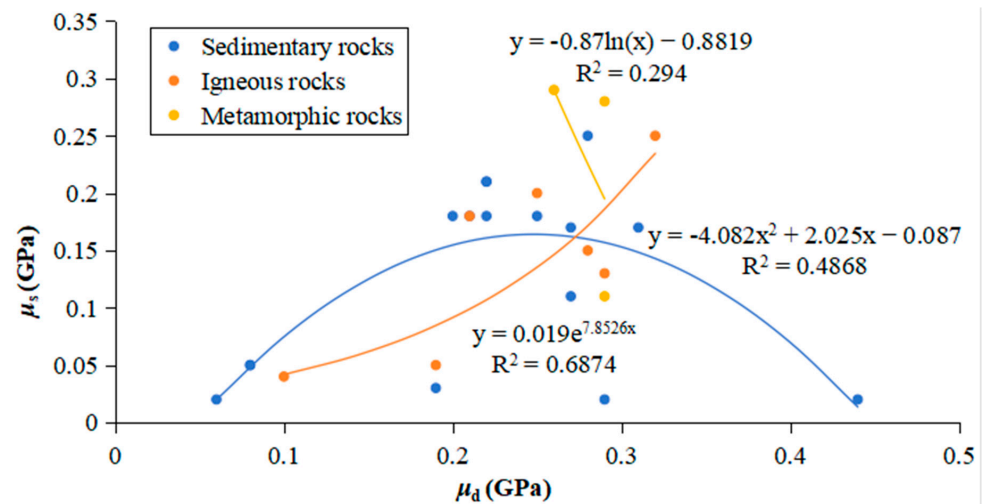 0.35
0.3
0.25
0.2
0.15
0.1
0.05
0
μs (GPa)
Sedimentary rocks
Igneous rocks
Metamorphic rocks
y = -0.87ln(x) − 0.8819
R² = 0.294
y = -4.082x² + 2.025x − 0.087
R² = 0.4868
y = 0.019e^7.8526x
R² = 0.6874
0 0.1 0.2 0.3 0.4 0.5
μd (GPa)